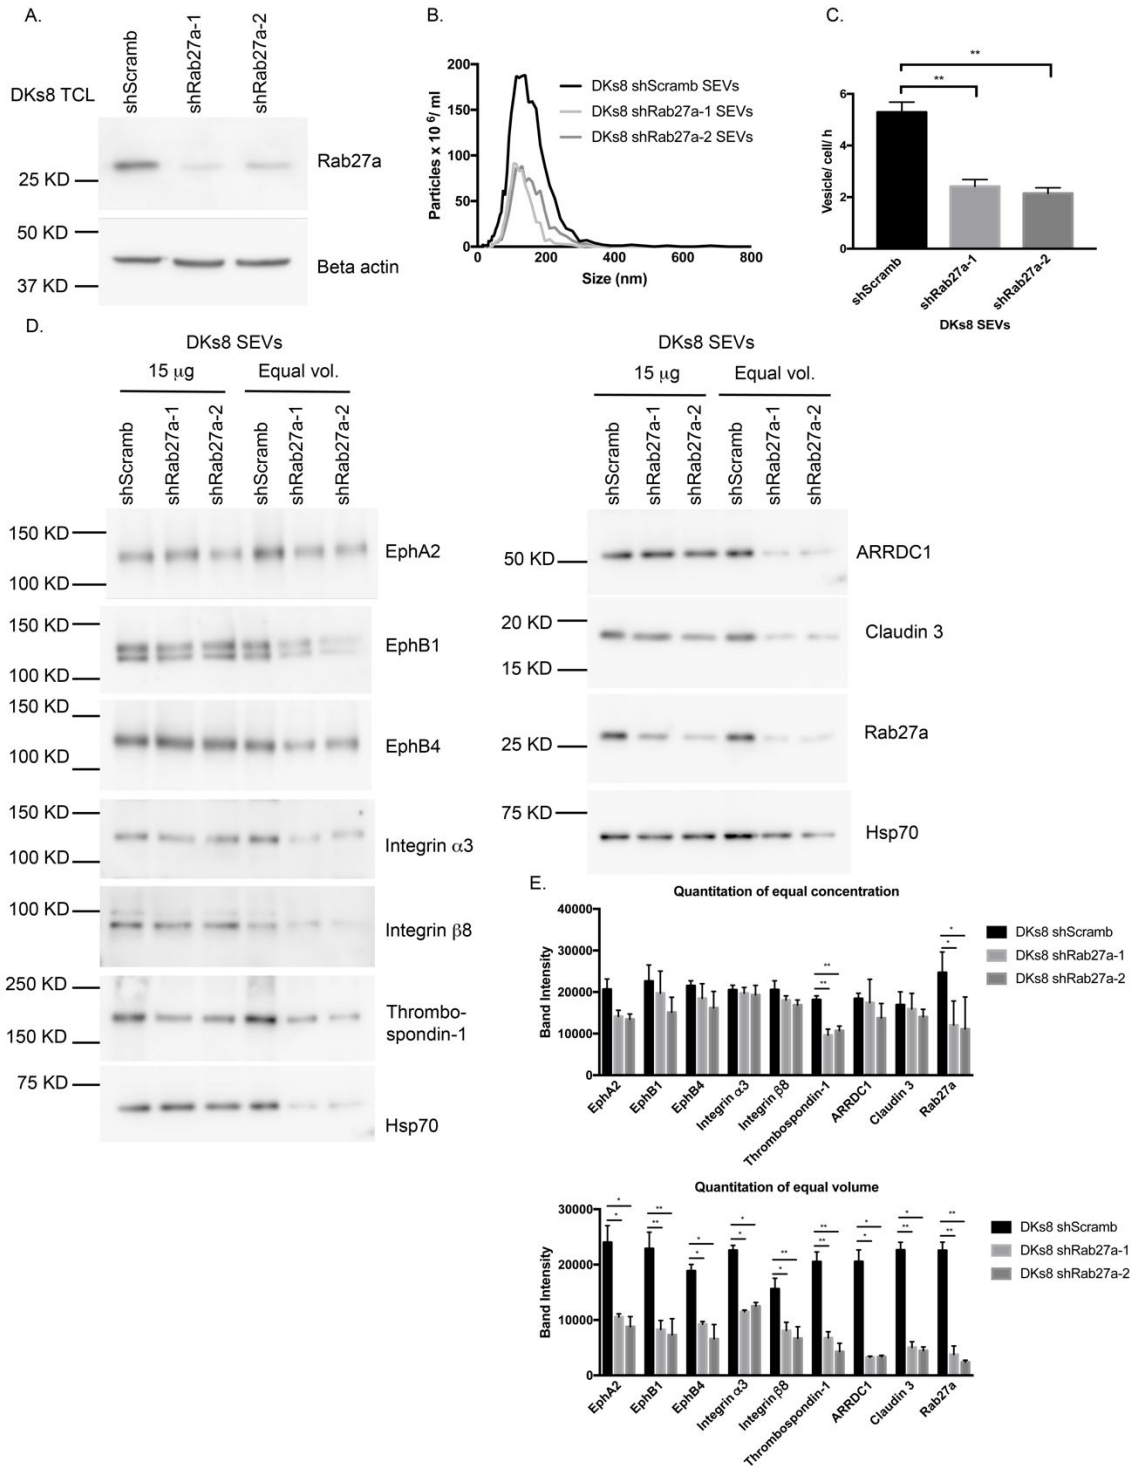 A.
DKs8 TCL
shScramb
shRab27a-1
shRab27a-2
Rab27a
25 KD
50 KD
Beta actin
37 KD
B.
200
150
100
50
0
Particles x 10⁶/ ml
DKs8 shScramb SEVs
DKs8 shRab27a-1 SEVs
DKs8 shRab27a-2 SEVs
0 200 400 600 800
Size (nm)
C.
**
**
6
4
2
0
Vesicle/ cell/ h
shScramb
shRab27a-1
shRab27a-2
DKs8 SEVs
D.
DKs8 SEVs
15 μg Equal vol.
shScramb
shRab27a-1
shRab27a-2
shScramb
shRab27a-1
shRab27a-2
150 KD
EphA2
100 KD
150 KD
EphB1
100 KD
150 KD
EphB4
100 KD
150 KD
Integrin α3
100 KD
100 KD
Integrin β8
250 KD
Thrombo-
spondin-1
150 KD
75 KD
Hsp70
DKs8 SEVs
15 μg Equal vol.
shScramb
shRab27a-1
shRab27a-2
shScramb
shRab27a-1
shRab27a-2
ARRDC1
50 KD
20 KD
Claudin 3
15 KD
Rab27a
25 KD
75 KD
Hsp70
E.
Quantitation of equal concentration
40000
30000
20000
10000
0
Band Intensity
**
**
*
*
DKs8 shScramb
DKs8 shRab27a-1
DKs8 shRab27a-2
EphA2
EphB1
EphB4
Integrin α3
Integrin β8
Thrombospondin-1
ARRDC1
Claudin 3
Rab27a
Quantitation of equal volume
30000
20000
10000
0
Band Intensity
*
*
**
**
*
*
*
*
**
*
**
**
*
*
*
**
**
**
DKs8 shScramb
DKs8 shRab27a-1
DKs8 shRab27a-2
EphA2
EphB1
EphB4
Integrin α3
Integrin β8
Thrombospondin-1
ARRDC1
Claudin 3
Rab27a